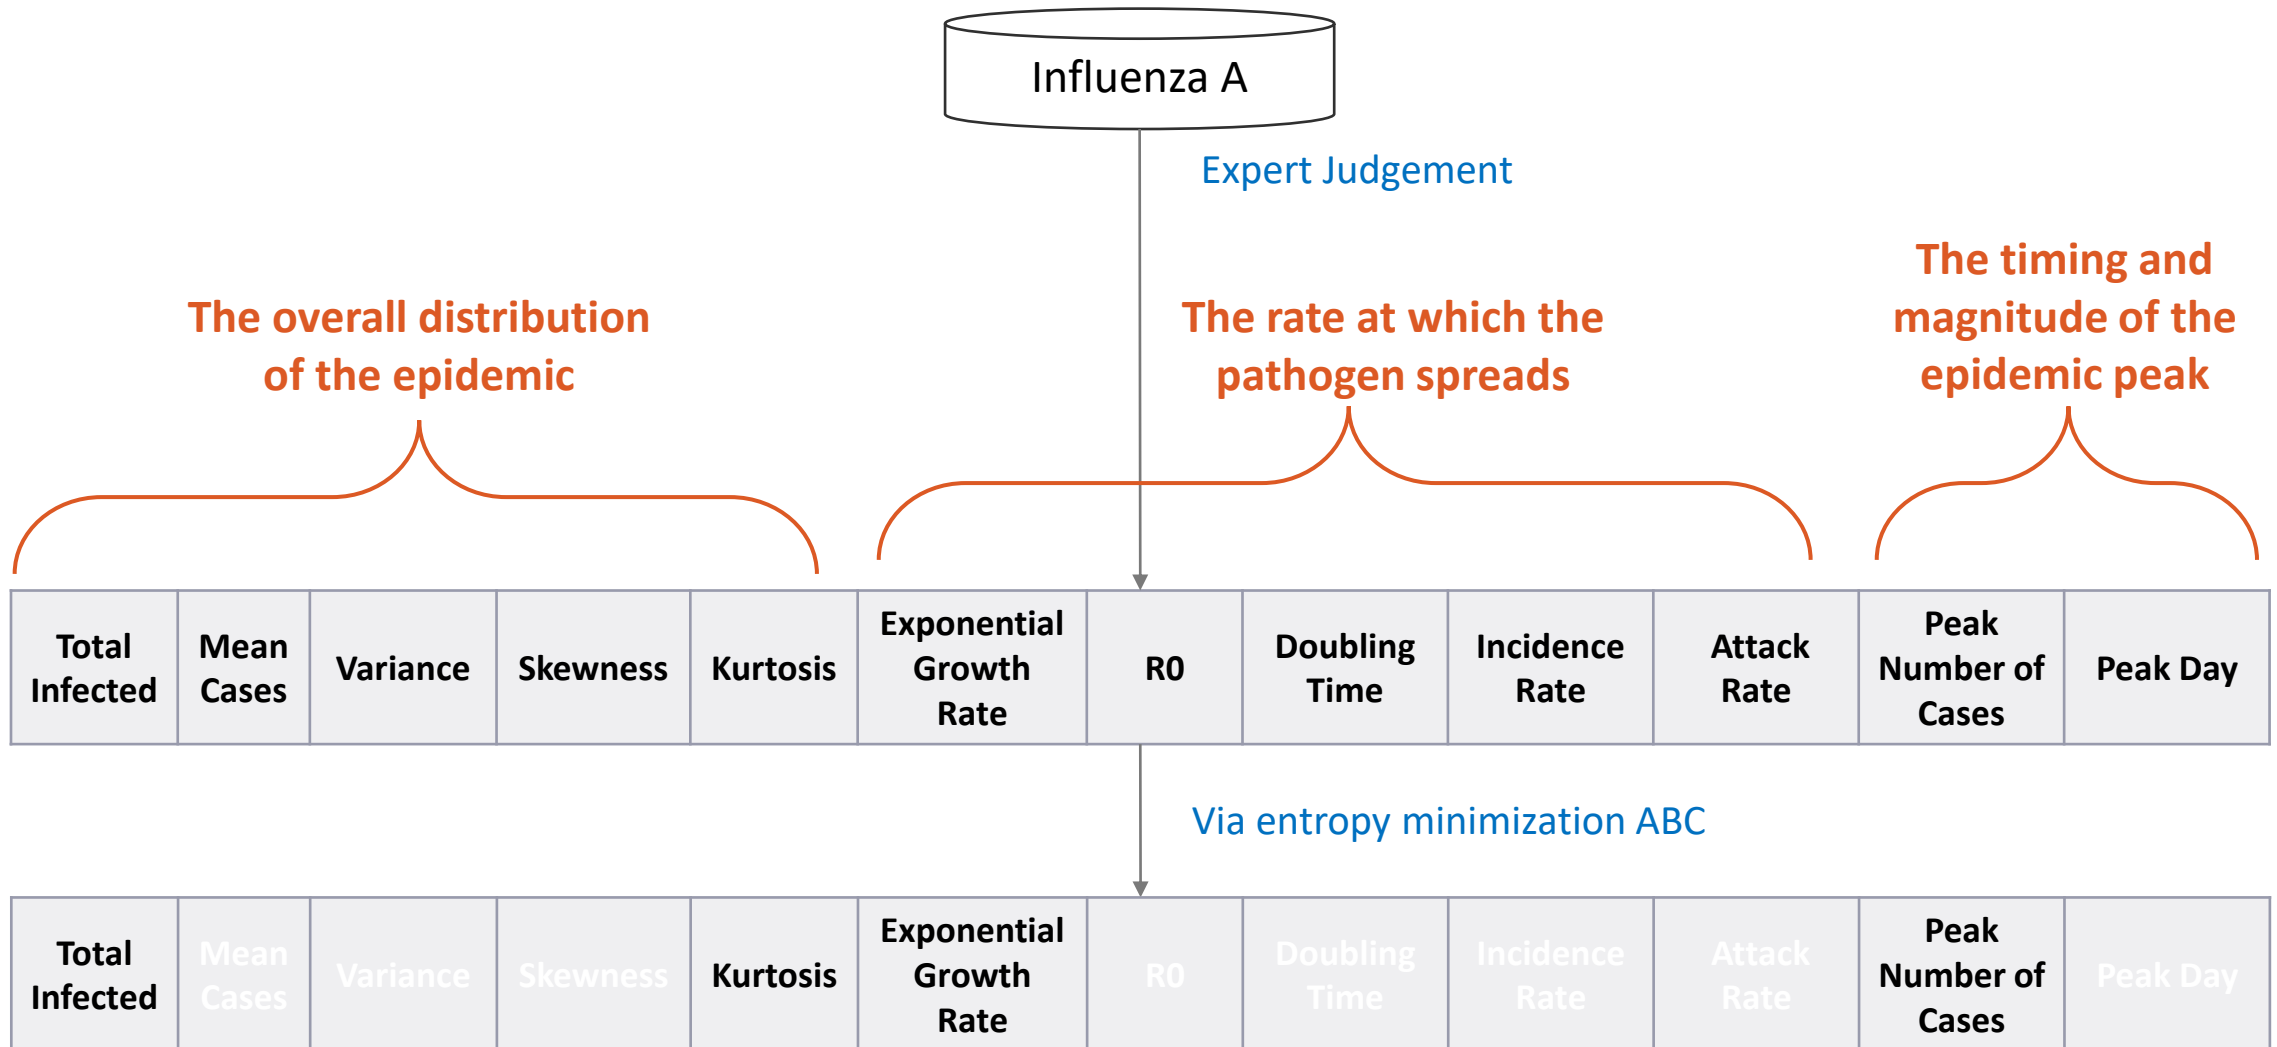 Influenza A
Expert Judgement
The overall distribution
of the epidemic
The rate at which the
pathogen spreads
The timing and
magnitude of the
epidemic peak
Total
Infected
Mean
Cases
Variance
Skewness
Kurtosis
Exponential
Growth
Rate
R0
Doubling
Time
Incidence
Rate
Attack
Rate
Peak
Number of
Cases
Peak Day
Via entropy minimization ABC
Total
Infected
Mean
Cases
Variance
Skewness
Kurtosis
Exponential
Growth
Rate
R0
Doubling
Time
Incidence
Rate
Attack
Rate
Peak
Number of
Cases
Peak Day